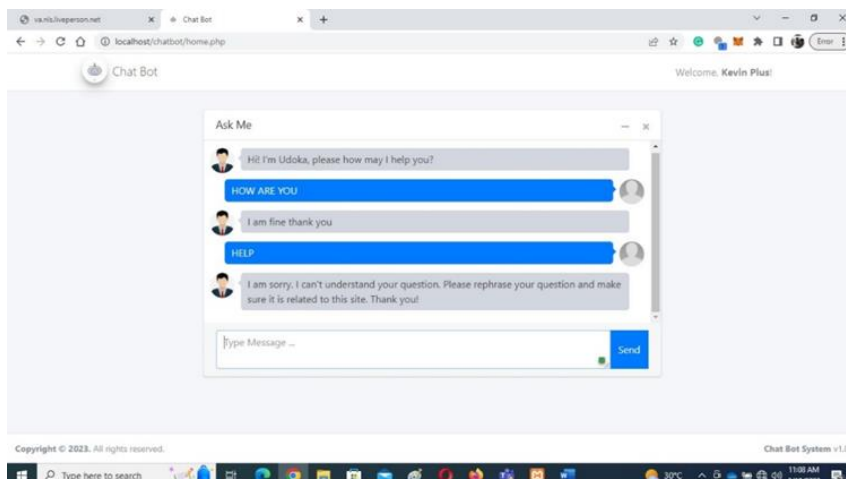 va.nls.liveperson.net
Chat Bot
localhost/chatbot/home.php
Error
Chat Bot
Welcome, Kevin Plus!
Ask Me
Hi! I'm Udoka, please how may I help you?
HOW ARE YOU
I am fine thank you
HELP
I am sorry. I can't understand your question. Please rephrase your question and make
sure it is related to this site. Thank you!
Type Message ...
Send
Copyright © 2023. All rights reserved.
Chat Bot System
Type here to search
30°C
11:08 AM